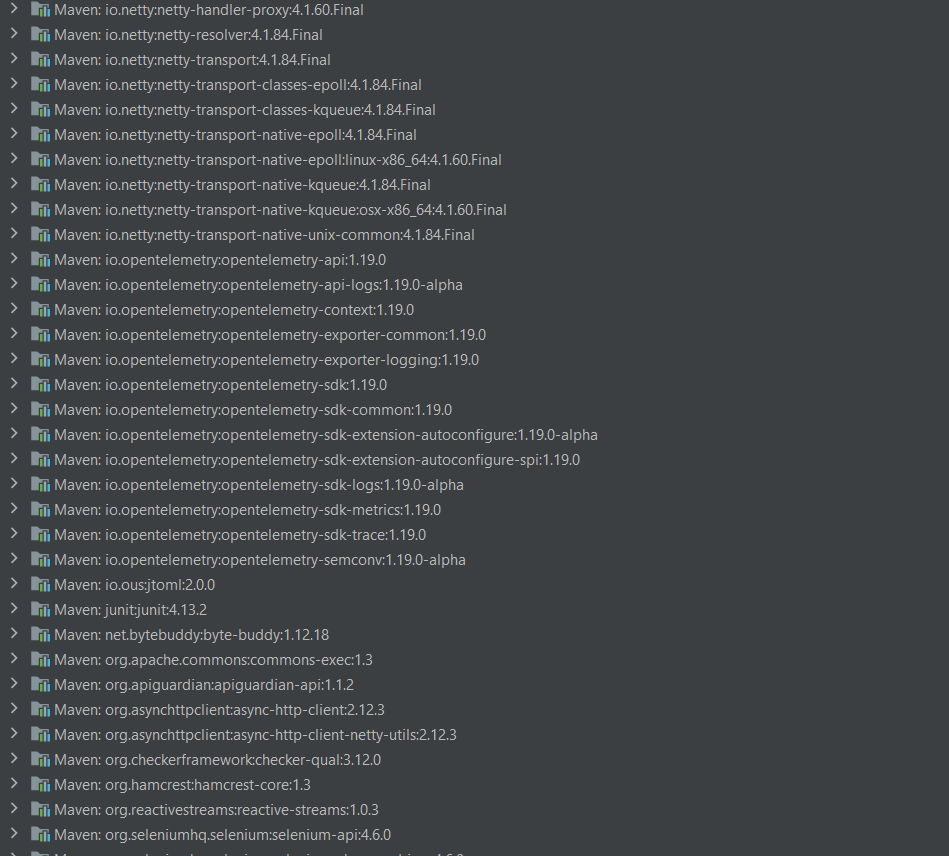 Maven: io.netty:netty-handler-proxy:4.1.60.Final
Maven: io.netty:netty-resolver:4.1.84.Final
Maven: io.netty:netty-transport:4.1.84.Final
Maven: io.netty:netty-transport-classes-epoll:4.1.84.Final
Maven: io.netty:netty-transport-classes-kqueue:4.1.84.Final
Maven: io.netty:netty-transport-native-epoll:4.1.84.Final
Maven: io.netty:netty-transport-native-epoll:linux-x86_64:4.1.60.Final
Maven: io.netty:netty-transport-native-kqueue:4.1.84.Final
Maven: io.netty:netty-transport-native-kqueue:osx-x86_64:4.1.60.Final
Maven: io.netty:netty-transport-native-unix-common:4.1.84.Final
Maven: io.opentelemetry:opentelemetry-api:1.19.0
Maven: io.opentelemetry:opentelemetry-api-logs:1.19.0-alpha
Maven: io.opentelemetry:opentelemetry-context:1.19.0
Maven: io.opentelemetry:opentelemetry-exporter-common:1.19.0
Maven: io.opentelemetry:opentelemetry-exporter-logging:1.19.0
Maven: io.opentelemetry:opentelemetry-sdk:1.19.0
Maven: io.opentelemetry:opentelemetry-sdk-common:1.19.0
Maven: io.opentelemetry:opentelemetry-sdk-extension-autoconfigure:1.19.0-alpha
Maven: io.opentelemetry:opentelemetry-sdk-extension-autoconfigure-spi:1.19.0
Maven: io.opentelemetry:opentelemetry-sdk-logs:1.19.0-alpha
Maven: io.opentelemetry:opentelemetry-sdk-metrics:1.19.0
Maven: io.opentelemetry:opentelemetry-sdk-trace:1.19.0
Maven: io.opentelemetry:opentelemetry-semconv:1.19.0-alpha
Maven: io.ous:jtoml:2.0.0
Maven: junit:junit:4.13.2
Maven: net.bytebuddy:byte-buddy:1.12.18
Maven: org.apache.commons:commons-exec:1.3
Maven: org.apiguardian:apiguardian-api:1.1.2
Maven: org.asynchttpclient:async-http-client:2.12.3
Maven: org.asynchttpclient:async-http-client-netty-utils:2.12.3
Maven: org.checkerframework:checker-qual:3.12.0
Maven: org.hamcrest:hamcrest-core:1.3
Maven: org.reactivestreams:reactive-streams:1.0.3
Maven: org.seleniumhq.selenium:selenium-api:4.6.0